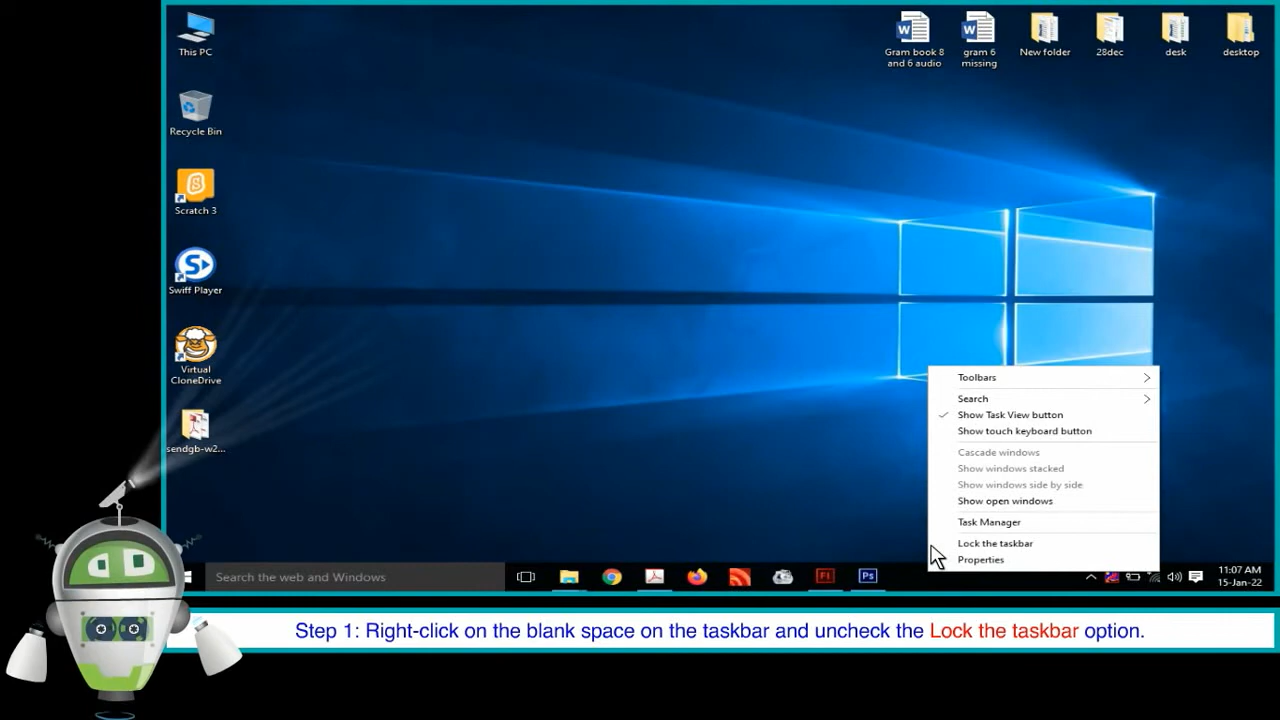 This PC
Recycle Bin
Scratch 3
Swiff Player
Virtual
CloneDrive
sendgb-w2...
Gram book 8
and 6 audio
gram 6
missing
New folder
28dec
desk
desktop
Toolbars
Search
Show Task View button
Show touch keyboard button
Cascade windows
Show windows stacked
Show windows side by side
Show open windows
Task Manager
Lock the taskbar
Properties
Search the web and Windows
Fl
Ps
11:07 AM
15-Jan-22
Step 1: Right-click on the blank space on the taskbar and uncheck the Lock the taskbar option.